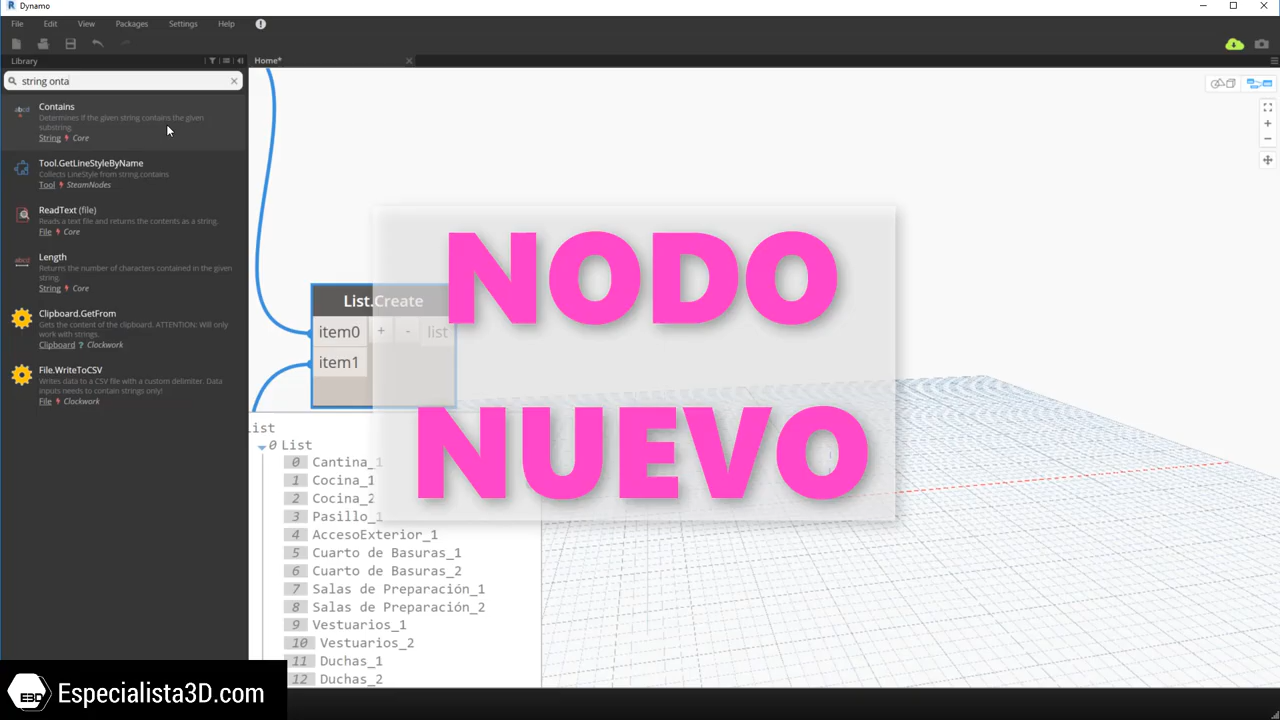 Dynamo
File Edit View Packages Settings Help
Library
Home*
string onta
Contains
Determines if the given string contains the given
substring.
String Core
Tool.GetLineStyleByName
Collects LineStyle from string.contains
Tool SteamNodes
ReadText (file)
Reads a text file and returns the contents as a string.
File Core
Length
Returns the number of characters contained in the given
string.
String Core
Clipboard.GetFrom
Gets the content of the clipboard. ATTENTION: Will only
work with strings.
Clipboard ? Clockwork
File.WriteToCSV
Writes data to a CSV file with a custom delimiter. Data
inputs needs to contain strings only!
File Clockwork
List.Create
item0 + - list
item1
NODO
NUEVO
List
0 List
0 Cantina_1
1 Cocina_1
2 Cocina_2
3 Pasillo_1
4 AccesoExterior_1
5 Cuarto de Basuras_1
6 Cuarto de Basuras_2
7 Salas de Preparación_1
8 Salas de Preparación_2
9 Vestuarios_1
10 Vestuarios_2
11 Duchas_1
12 Duchas_2
E3D Especialista3D.com